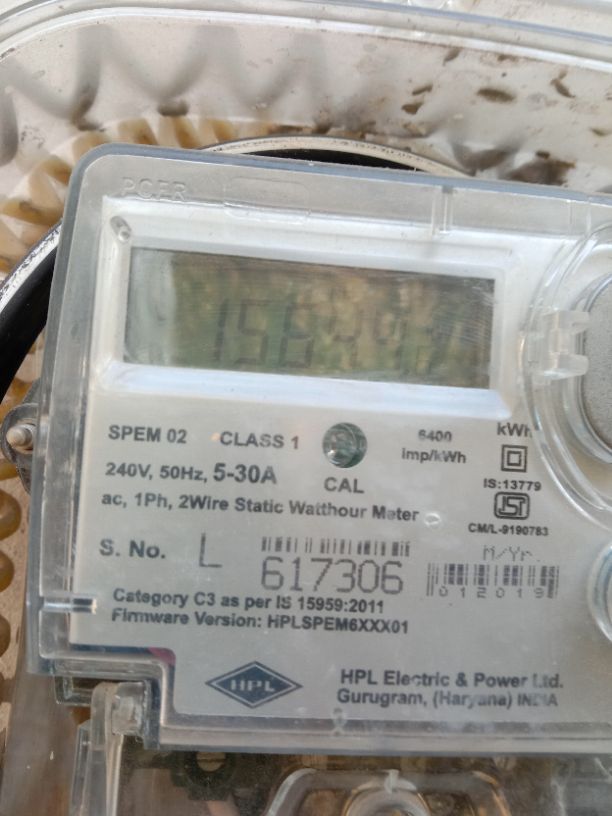 SPEM 02 CLASS 1
6400 imp/kWh
kWh
240V, 50Hz, 5-30A
CAL
IS:13779
ac, 1Ph, 2Wire Static Watthour Meter
ISI
CM/L-9190783
S. No. L 617306
M/Yr.
012019
Category C3 as per IS 15959:2011
Firmware Version: HPLSPEM6XXX01
HPL
HPL Electric & Power Ltd.
Gurugram, (Haryana) INDIA